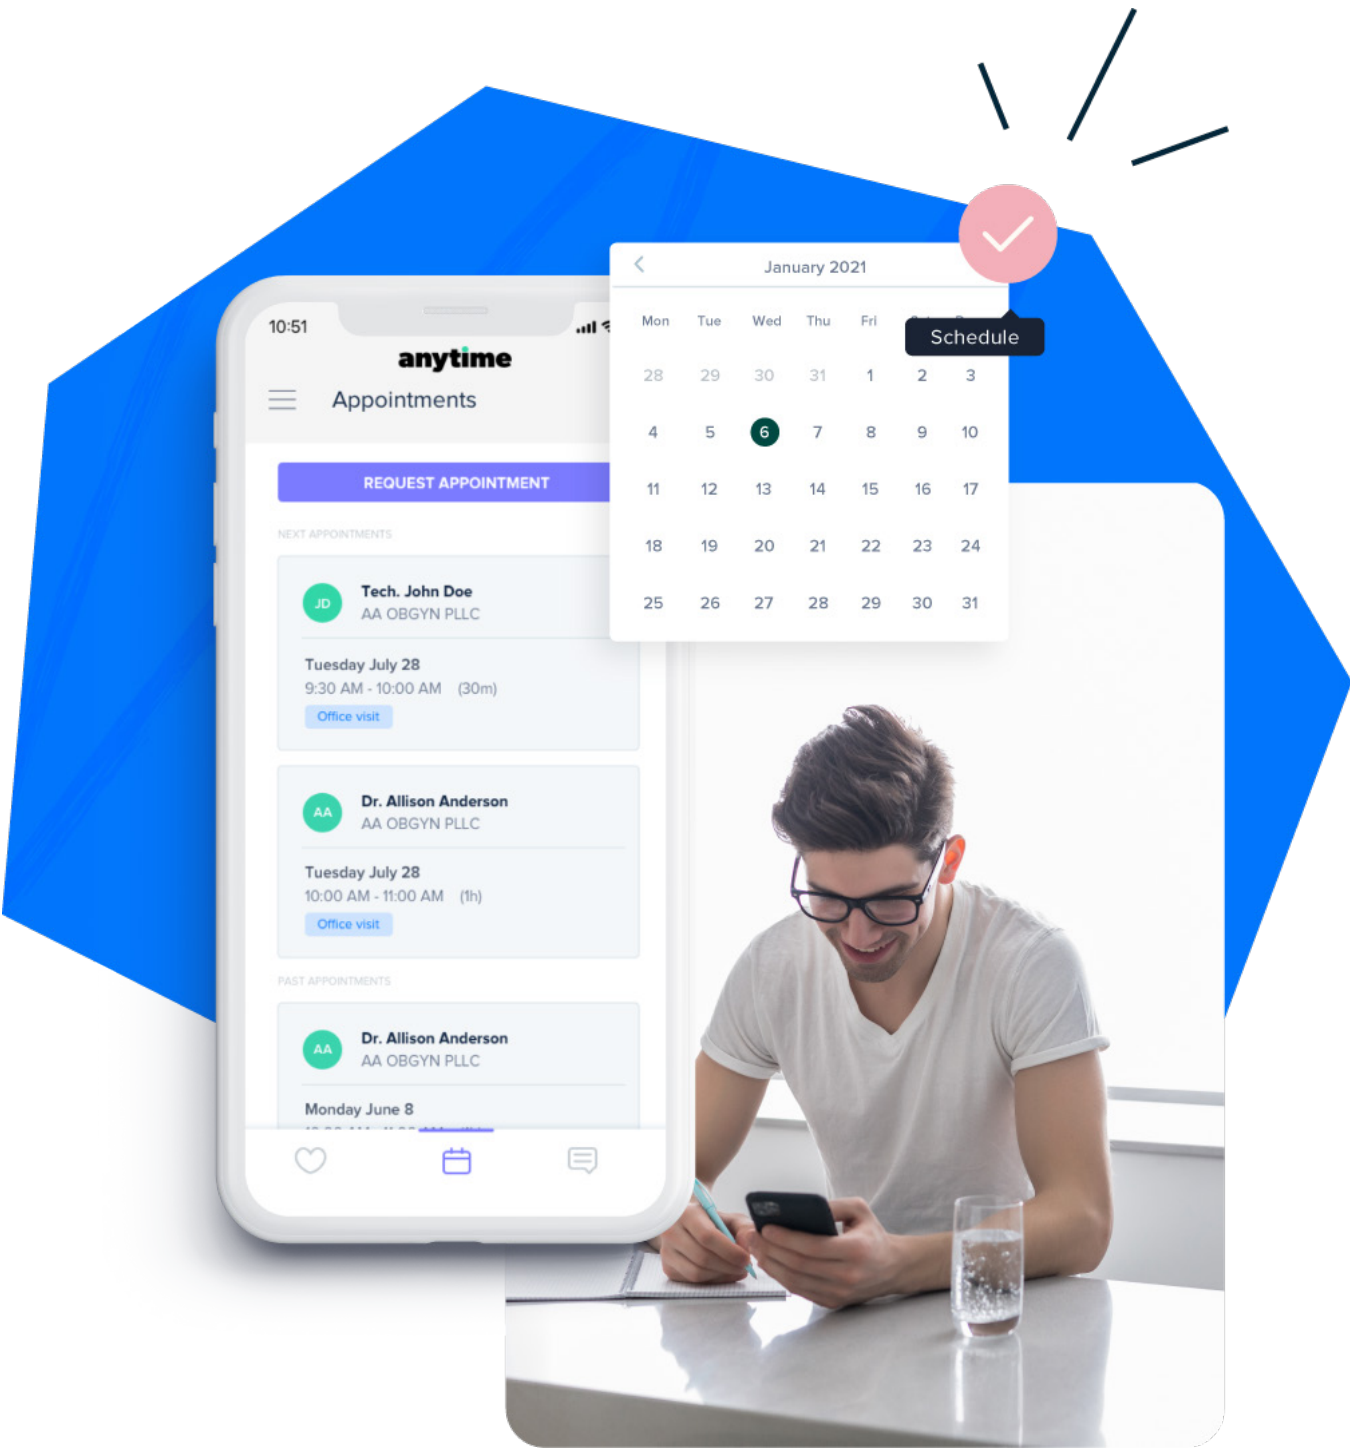 10:51
anytime
Appointments
REQUEST APPOINTMENT
NEXT APPOINTMENTS
JD
Tech. John Doe
AA OBGYN PLLC
Tuesday July 28
9:30 AM - 10:00 AM (30m)
Office visit
AA
Dr. Allison Anderson
AA OBGYN PLLC
Tuesday July 28
10:00 AM - 11:00 AM (1h)
Office visit
PAST APPOINTMENTS
AA
Dr. Allison Anderson
AA OBGYN PLLC
Monday June 8
January 2021
Mon Tue Wed Thu Fri
Schedule
28 29 30 31 1 2 3
4 5 6 7 8 9 10
11 12 13 14 15 16 17
18 19 20 21 22 23 24
25 26 27 28 29 30 31